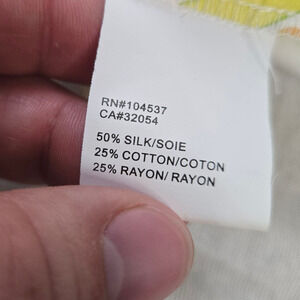 RN#104537
CA#32054
50% SILK/SOIE
25% COTTON/COTON
25% RAYON/ RAYON